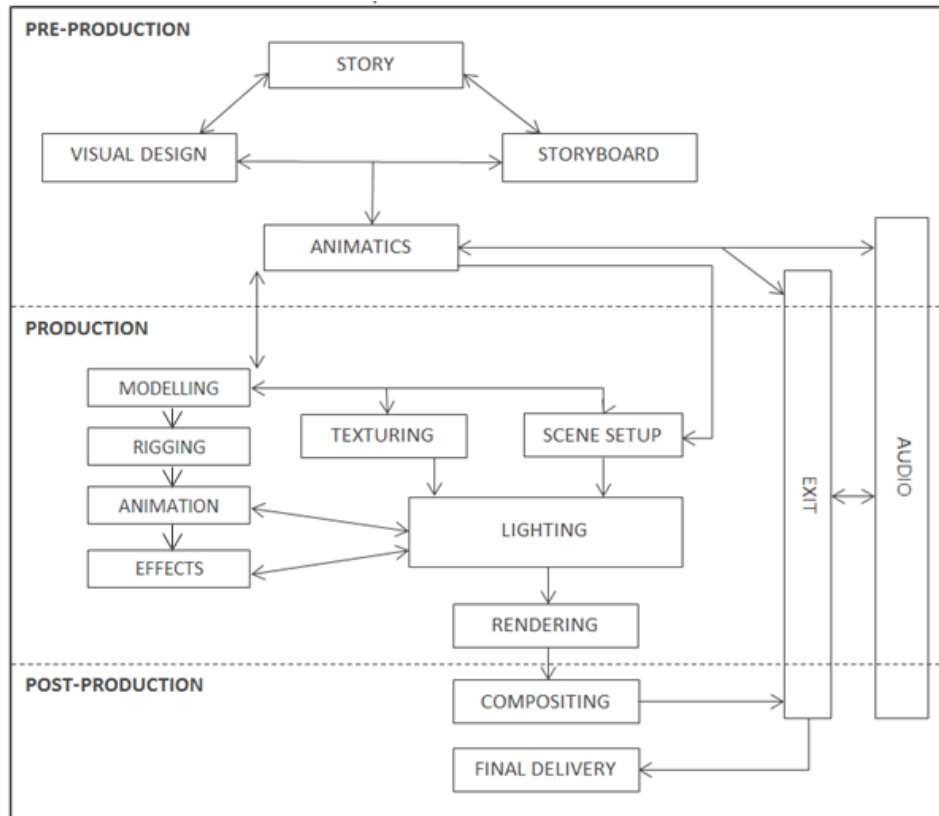 PRE-PRODUCTION
STORY
VISUAL DESIGN
STORYBOARD
ANIMATICS
PRODUCTION
MODELLING
TEXTURING
SCENE SETUP
RIGGING
ANIMATION
LIGHTING
EFFECTS
RENDERING
EXIT
AUDIO
POST-PRODUCTION
COMPOSITING
FINAL DELIVERY